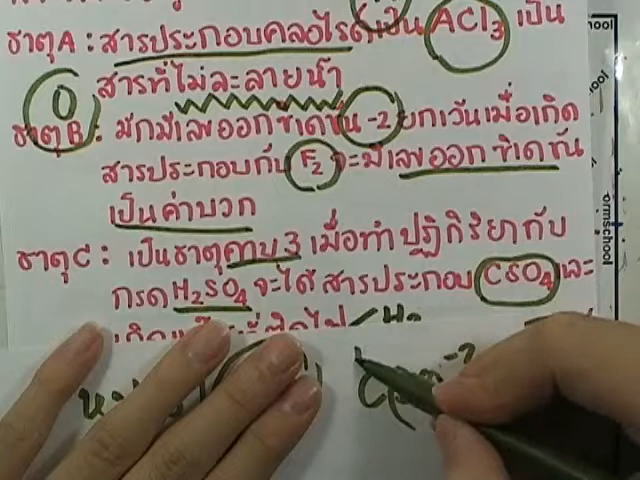 ธาตุA : สารประกอบคลอไรด์เป็น ACl3 เป็น
สารที่ไม่ละลายน้ำ
O
ธาตุB : มักมีเลขออกซิเดชัน -2 ยกเว้นเมื่อเกิด
สารประกอบกับ F2 จะมีเลขออกซิเดชัน
เป็นค่าบวก
ธาตุC : เป็นธาตุคาบ 3 เมื่อทำปฏิกิริยากับ
กรด H2SO4 จะได้ สารประกอบ CSO4 และ
H2
ormschool